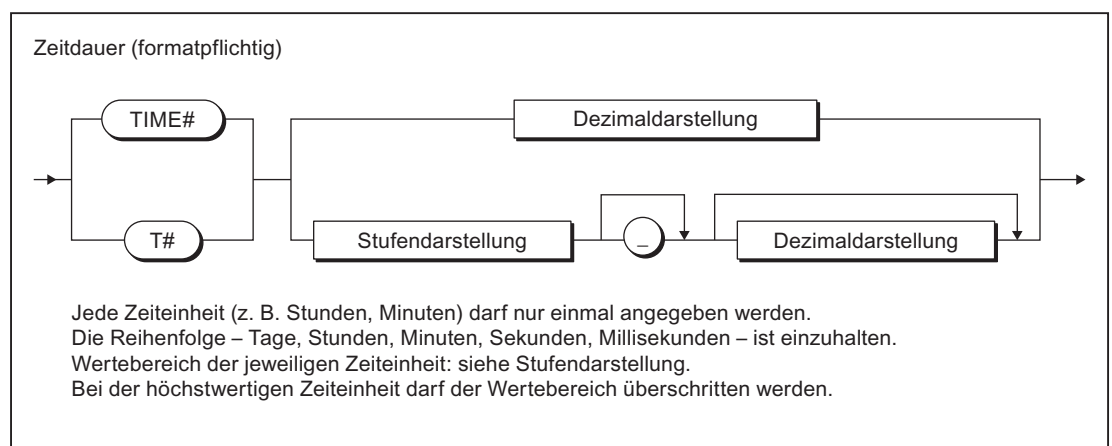 Zeitdauer (formatpflichtig)
TIME#
Dezimaldarstellung
T#
Stufendarstellung
_
Dezimaldarstellung
Jede Zeiteinheit (z. B. Stunden, Minuten) darf nur einmal angegeben werden.
Die Reihenfolge – Tage, Stunden, Minuten, Sekunden, Millisekunden – ist einzuhalten.
Wertebereich der jeweiligen Zeiteinheit: siehe Stufendarstellung.
Bei der höchstwertigen Zeiteinheit darf der Wertebereich überschritten werden.